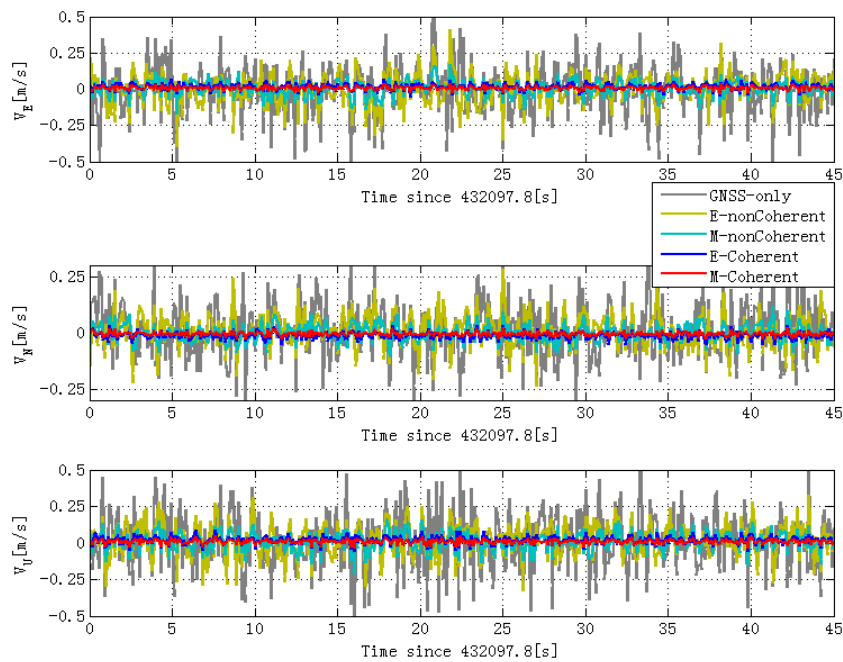 0.5
0.25
0
-0.25
-0.5
V_E[m/s]
0 5 10 15 20 25 30 35 40 45
Time since 432097.8[s]
GNSS-only
E-nonCoherent
M-nonCoherent
E-Coherent
M-Coherent
0.25
0
-0.25
V_N[m/s]
0 5 10 15 20 25 30 35 40 45
Time since 432097.8[s]
0.5
0.25
0
-0.25
-0.5
V_U[m/s]
0 5 10 15 20 25 30 35 40 45
Time since 432097.8[s]